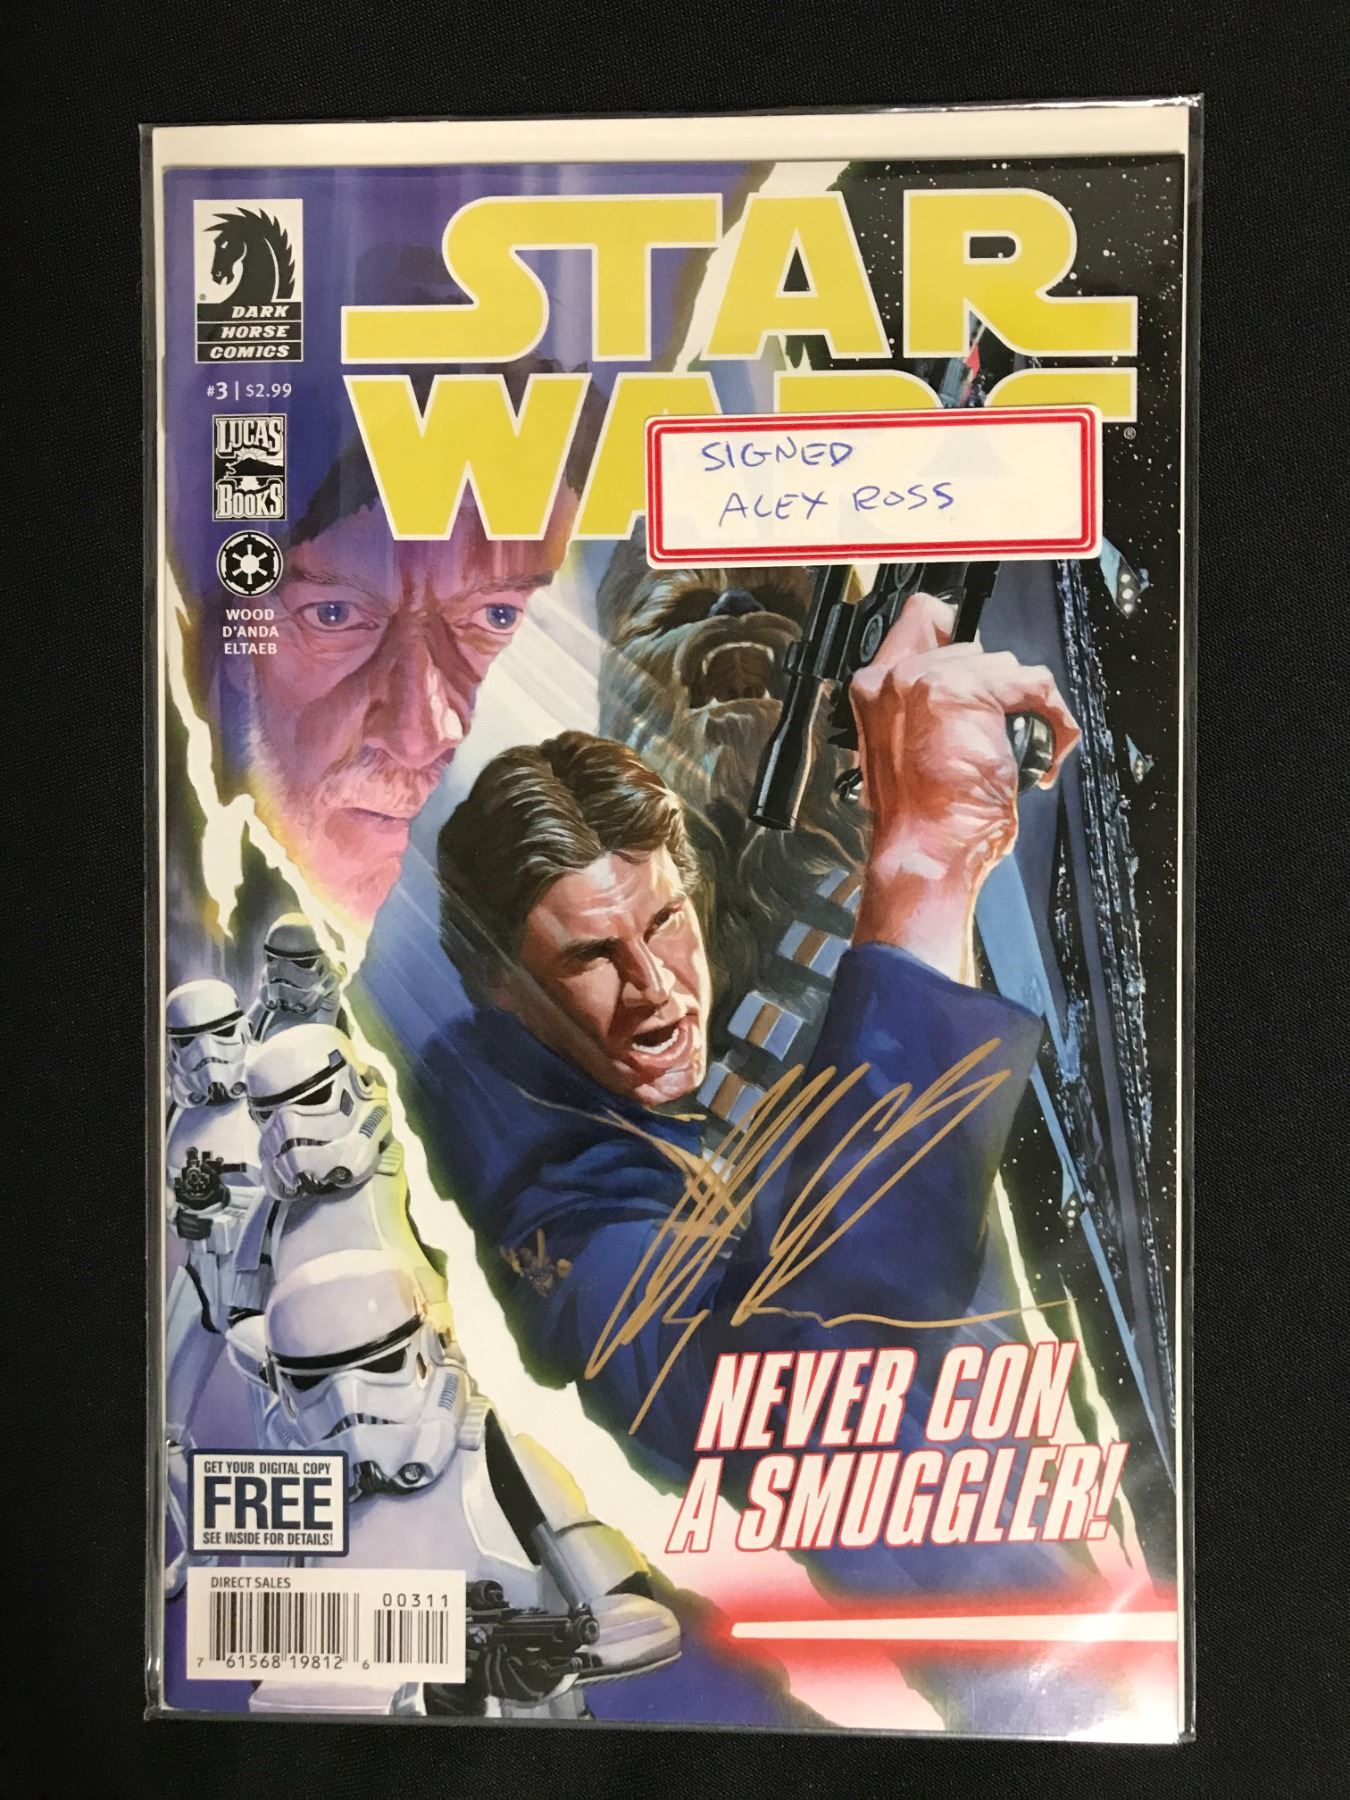 STAR
WARS
®
DARK
HORSE
COMICS
®
#3 | $2.99
LUCAS
BOOKS
WOOD
D'ANDA
ELTAEB
SIGNED
ALEX ROSS
NEVER CON
A SMUGGLER!
GET YOUR DIGITAL COPY
FREE
SEE INSIDE FOR DETAILS!
DIRECT SALES
00311
7 61568 19812 6